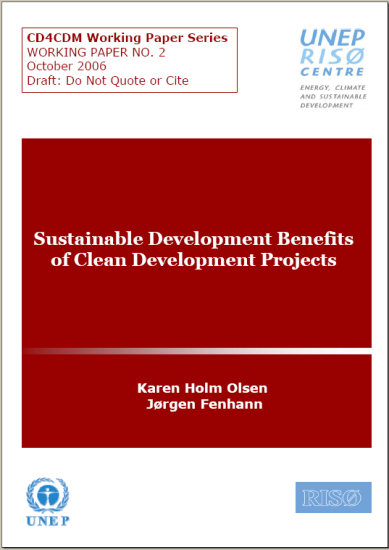 CD4CDM Working Paper Series
WORKING PAPER NO. 2
October 2006
Draft: Do Not Quote or Cite
UNEP
RISØ
CENTRE
ENERGY, CLIMATE
AND SUSTAINABLE
DEVELOPMENT
Sustainable Development Benefits
of Clean Development Projects
Karen Holm Olsen
Jørgen Fenhann
UNEP
RISØ